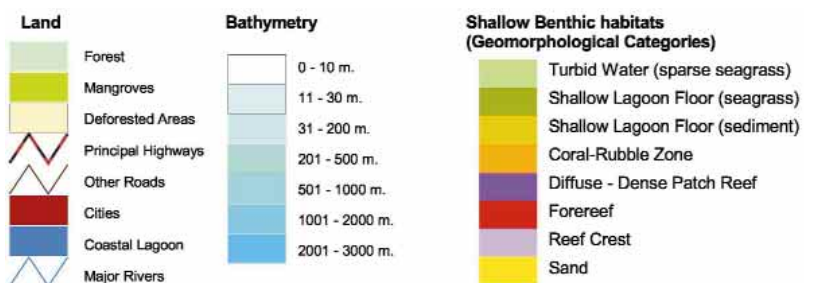 Land
Forest
Mangroves
Deforested Areas
Principal Highways
Other Roads
Cities
Coastal Lagoon
Major Rivers
Bathymetry
0 - 10 m.
11 - 30 m.
31 - 200 m.
201 - 500 m.
501 - 1000 m.
1001 - 2000 m.
2001 - 3000 m.
Shallow Benthic habitats
(Geomorphological Categories)
Turbid Water (sparse seagrass)
Shallow Lagoon Floor (seagrass)
Shallow Lagoon Floor (sediment)
Coral-Rubble Zone
Diffuse - Dense Patch Reef
Forereef
Reef Crest
Sand